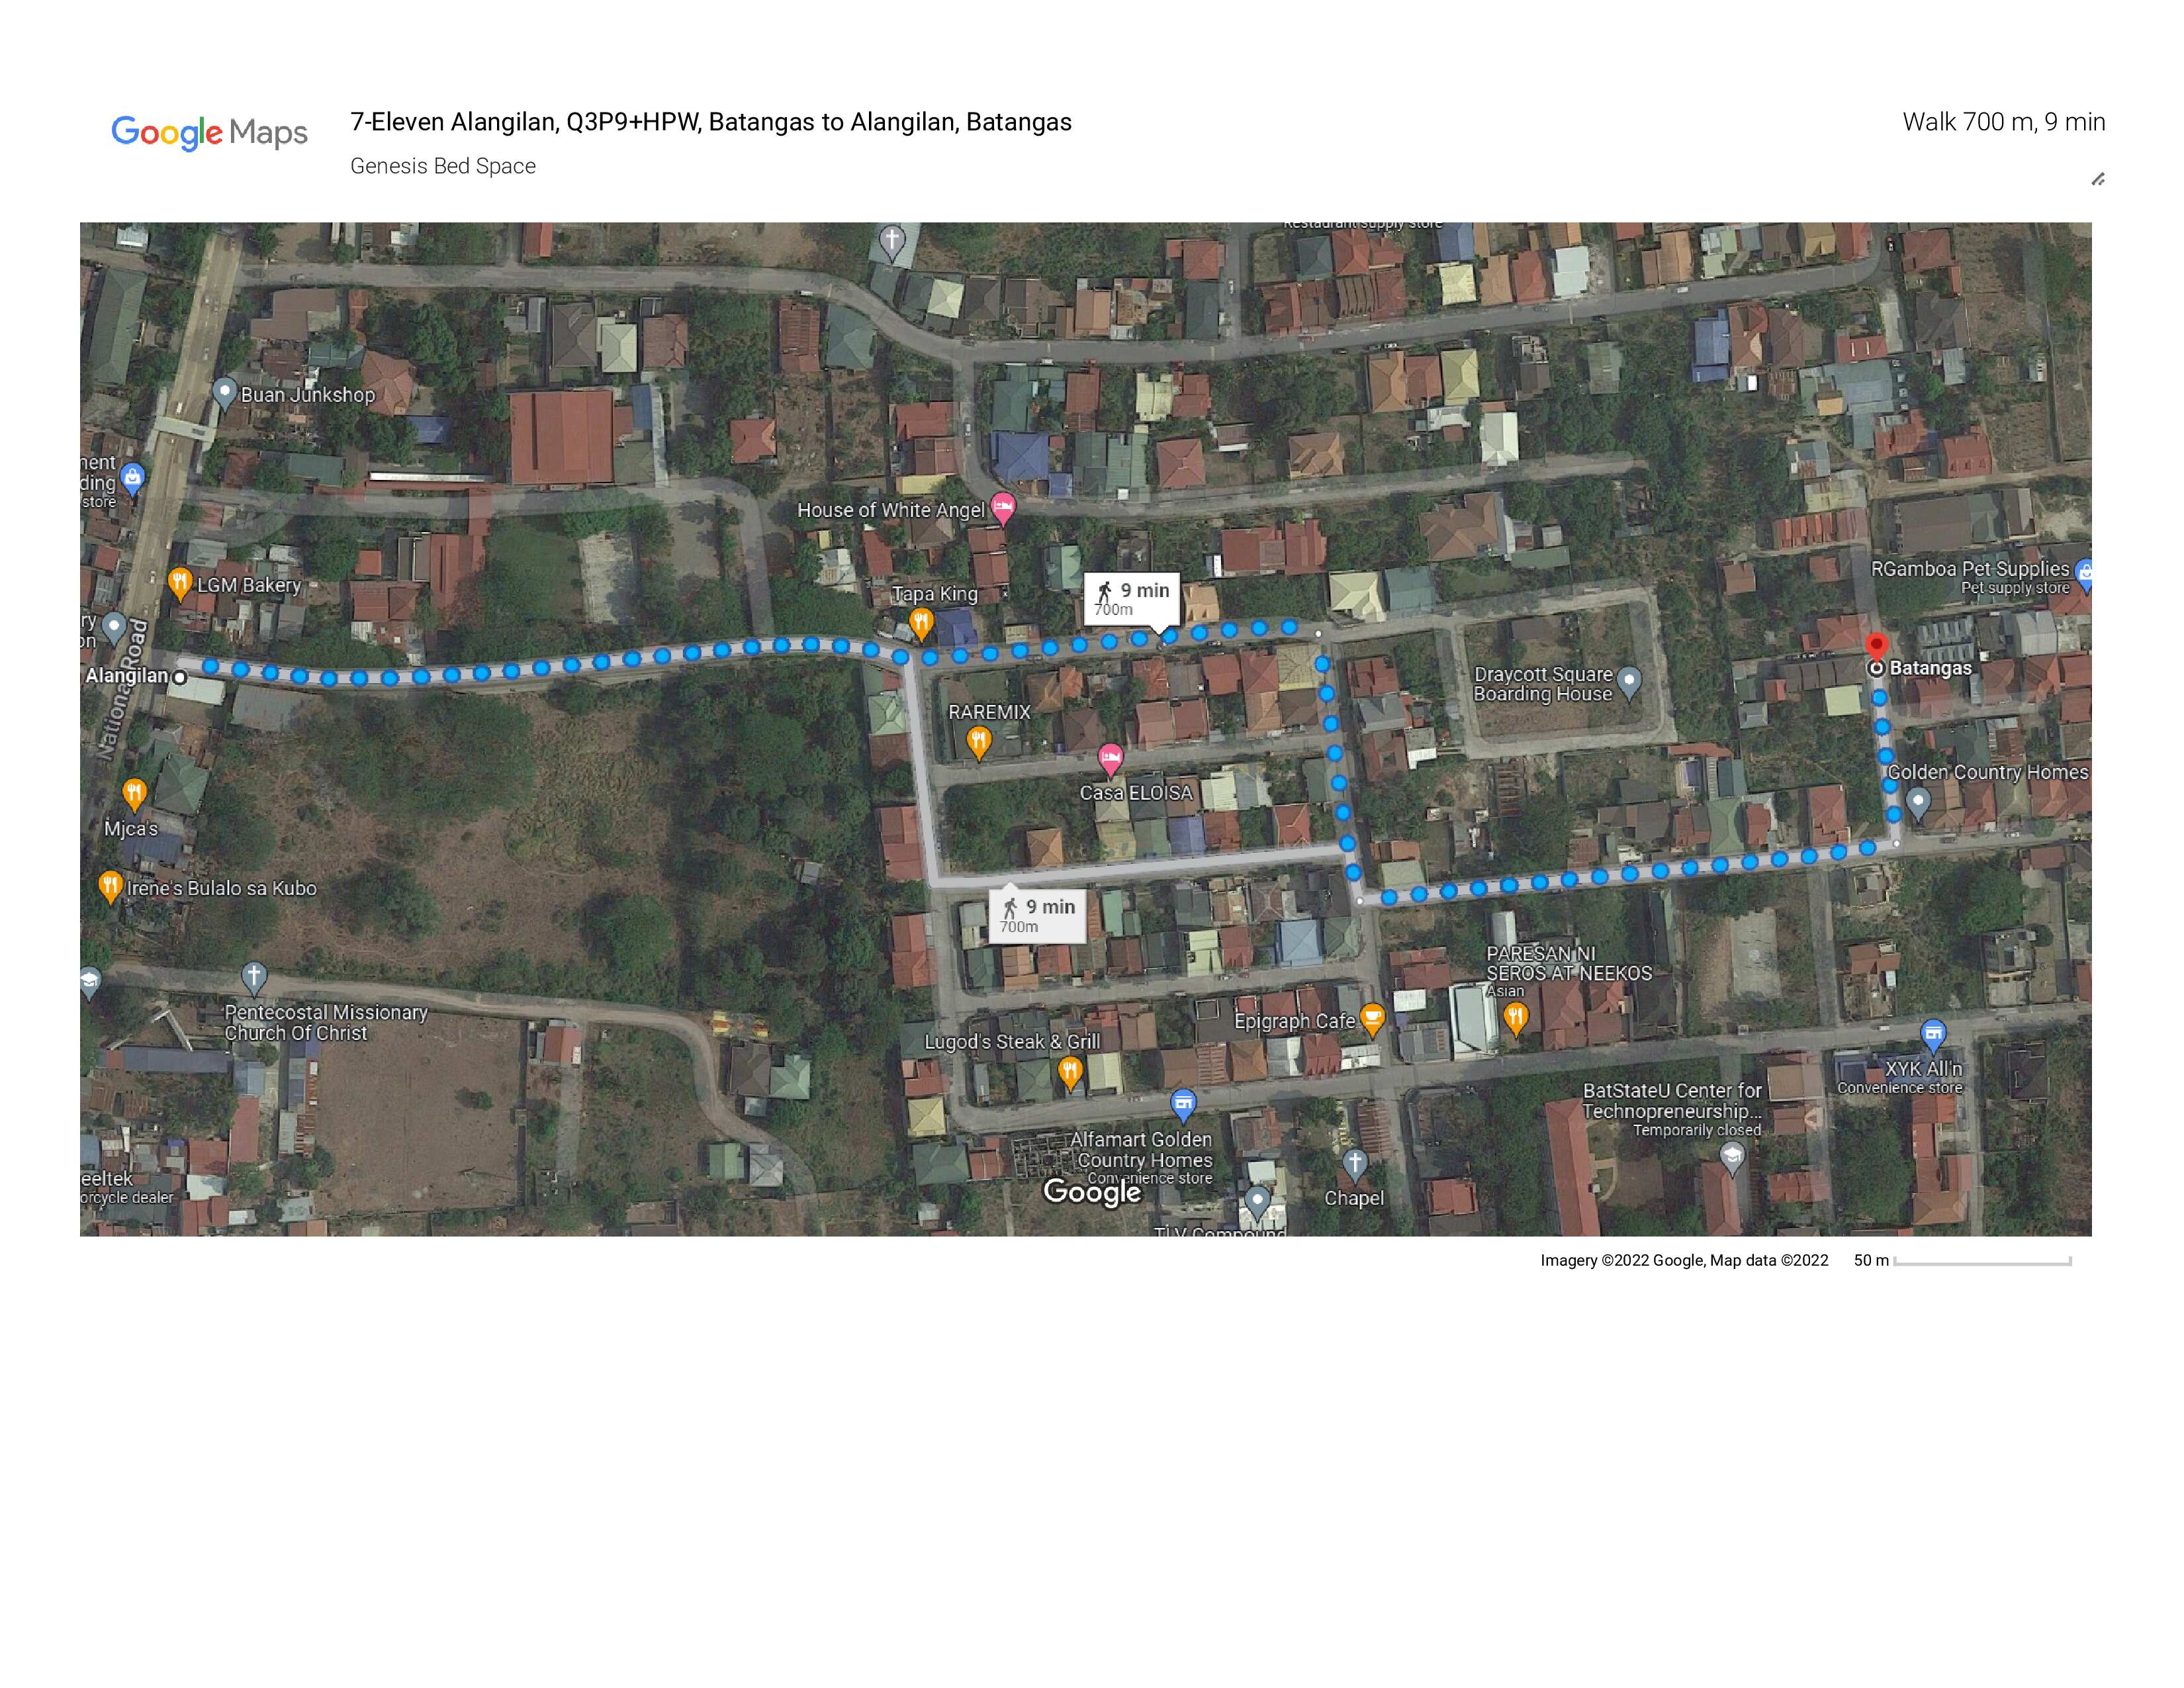 Google Maps
7-Eleven Alangilan, Q3P9+HPW, Batangas to Alangilan, Batangas
Walk 700 m, 9 min
Genesis Bed Space
Restaurant supply store
Buan Junkshop
store
House of White Angel
LGM Bakery
RGamboa Pet Supplies
Pet supply store
Tapa King
9 min
700m
National Road
Alangilan
Batangas
Draycott Square
Boarding House
RAREMIX
Casa ELOISA
Golden Country Homes
Mjca's
Irene's Bulalo sa Kubo
9 min
700m
PARESAN NI
SEROS AT NEEKOS
Asian
Pentecostal Missionary
Church Of Christ
Epigraph Cafe
Lugod's Steak & Grill
XYK All'n
Convenience store
BatStateU Center for
Technopreneurship...
Temporarily closed
Alfamart Golden
Country Homes
Convenience store
Google
Chapel
eeltek
orcycle dealer
TLV Compound
Imagery ©2022 Google, Map data ©2022
50 m